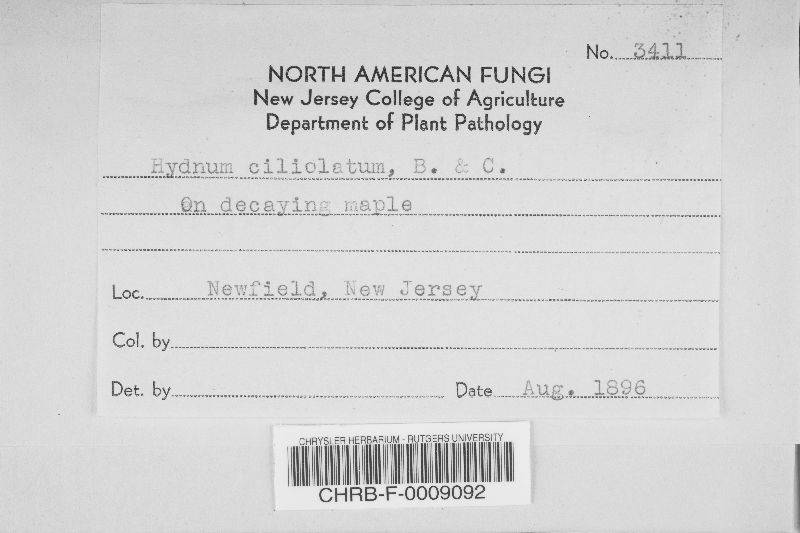 No. 3411
NORTH AMERICAN FUNGI
New Jersey College of Agriculture
Department of Plant Pathology
Hydnum ciliolatum, B. & C.
On decaying maple
Loc. Newfield, New Jersey
Col. by
Det. by Date Aug. 1896
CHRYSLER HERBARIUM - RUTGERS UNIVERSITY
CHRB-F-0009092